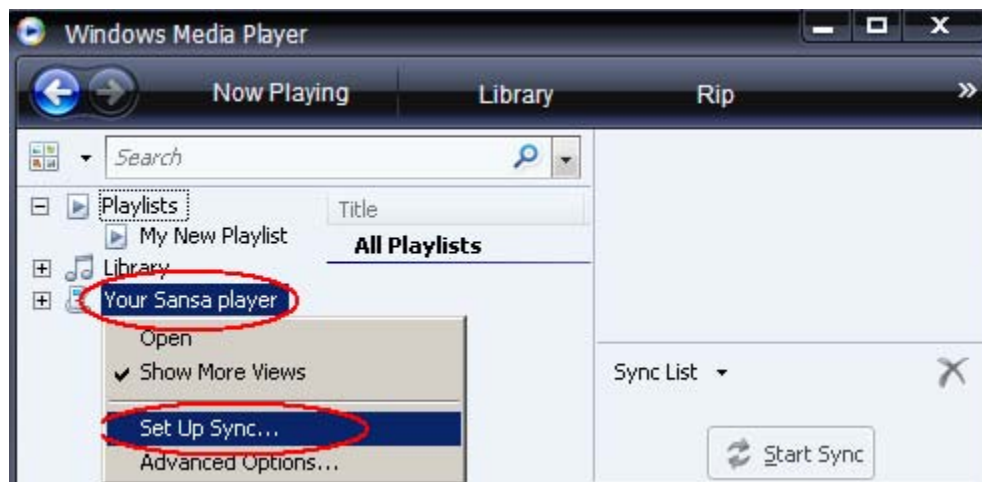 Windows Media Player
Now Playing Library Rip »
Search
Playlists
Title
My New Playlist
All Playlists
Library
Your Sansa player
Open
Show More Views
Sync List
Set Up Sync...
Start Sync
Advanced Options...